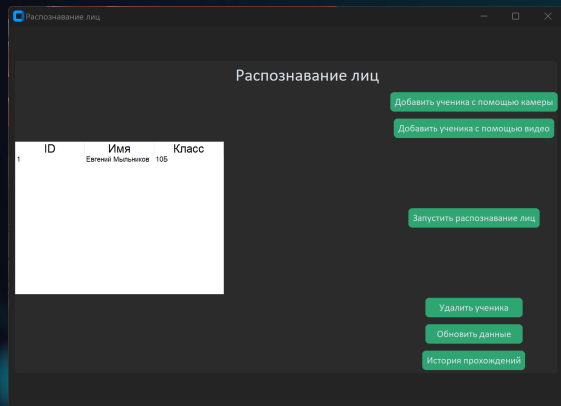 Распознавание лиц
Распознавание лиц
Добавить ученика с помощью камеры
Добавить ученика с помощью видео
ID Имя Класс
1 Евгений Мыльников 10Б
Запустить распознавание лиц
Удалить ученика
Обновить данные
История прохождений